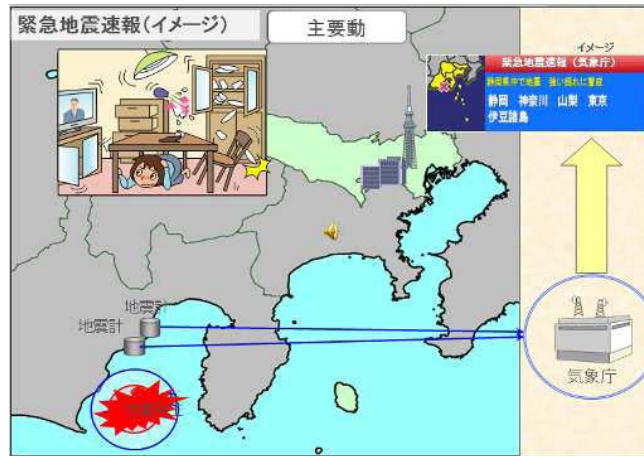 緊急地震速報(イメージ)
主要動
イメージ
緊急地震速報(気象庁)
静岡県沖で地震 強い揺れに警戒
静岡 神奈川 山梨 東京
伊豆諸島
地震計
地震計
気象庁